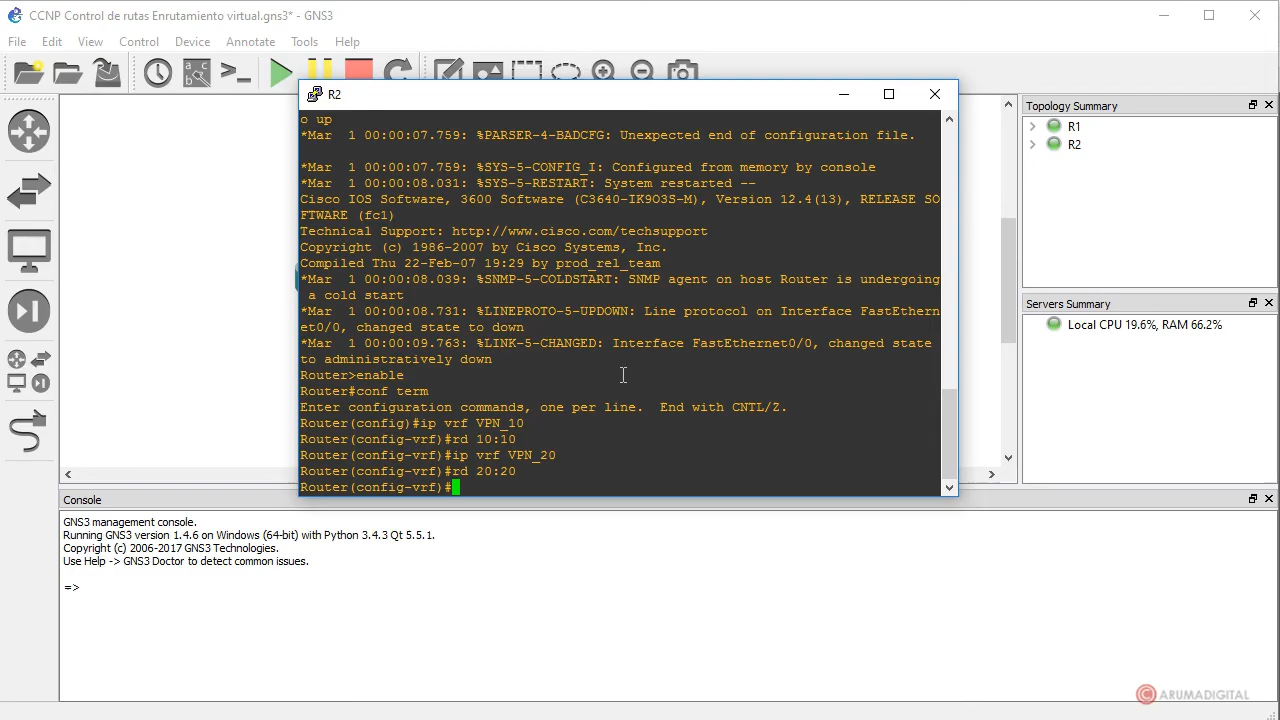 CCNP Control de rutas Enrutamiento virtual.gns3* - GNS3
File Edit View Control Device Annotate Tools Help
R2
o up
*Mar  1 00:00:07.759: %PARSER-4-BADCFG: Unexpected end of configuration file.
*Mar  1 00:00:07.759: %SYS-5-CONFIG_I: Configured from memory by console
*Mar  1 00:00:08.031: %SYS-5-RESTART: System restarted --
Cisco IOS Software, 3600 Software (C3640-IK9O3S-M), Version 12.4(13), RELEASE SO
FTWARE (fc1)
Technical Support: http://www.cisco.com/techsupport
Copyright (c) 1986-2007 by Cisco Systems, Inc.
Compiled Thu 22-Feb-07 19:29 by prod_rel_team
*Mar  1 00:00:08.039: %SNMP-5-COLDSTART: SNMP agent on host Router is undergoing
 a cold start
*Mar  1 00:00:08.731: %LINEPROTO-5-UPDOWN: Line protocol on Interface FastEthern
et0/0, changed state to down
*Mar  1 00:00:09.763: %LINK-5-CHANGED: Interface FastEthernet0/0, changed state
to administratively down
Router>enable
Router#conf term
Enter configuration commands, one per line.  End with CNTL/Z.
Router(config)#ip vrf VPN_10
Router(config-vrf)#rd 10:10
Router(config-vrf)#ip vrf VPN_20
Router(config-vrf)#rd 20:20
Router(config-vrf)#
Topology Summary
R1
R2
Servers Summary
Local CPU 19.6%, RAM 66.2%
Console
GNS3 management console.
Running GNS3 version 1.4.6 on Windows (64-bit) with Python 3.4.3 Qt 5.5.1.
Copyright (c) 2006-2017 GNS3 Technologies.
Use Help -> GNS3 Doctor to detect common issues.
=>
© ARUMADIGITAL